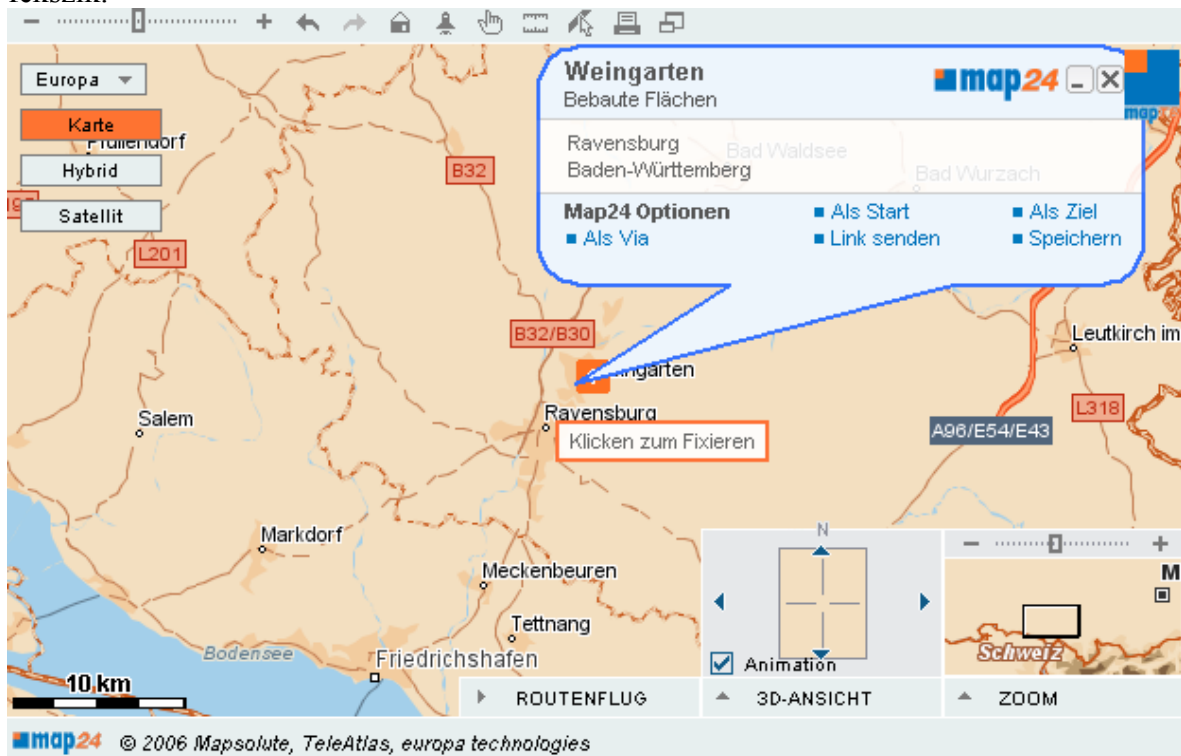 Europa
Karte
Hybrid
Satellit
Weingarten
Bebaute Flächen
map24
map
Ravensburg
Baden-Württemberg
Bad Waldsee
Bad Wurzach
Map24 Optionen
Als Start
Als Ziel
Als Via
Link senden
Speichern
Pfullendorf
B32
L201
B32/B30
Leutkirch im
Ravensburg
Klicken zum Fixieren
Salem
L318
A96/E54/E43
Markdorf
Meckenbeuren
Tettnang
Bodensee
Friedrichshafen
10 km
N
Animation
M
Schweiz
ROUTENFLUG
3D-ANSICHT
ZOOM
map24 © 2006 Mapsolute, TeleAtlas, europa technologies